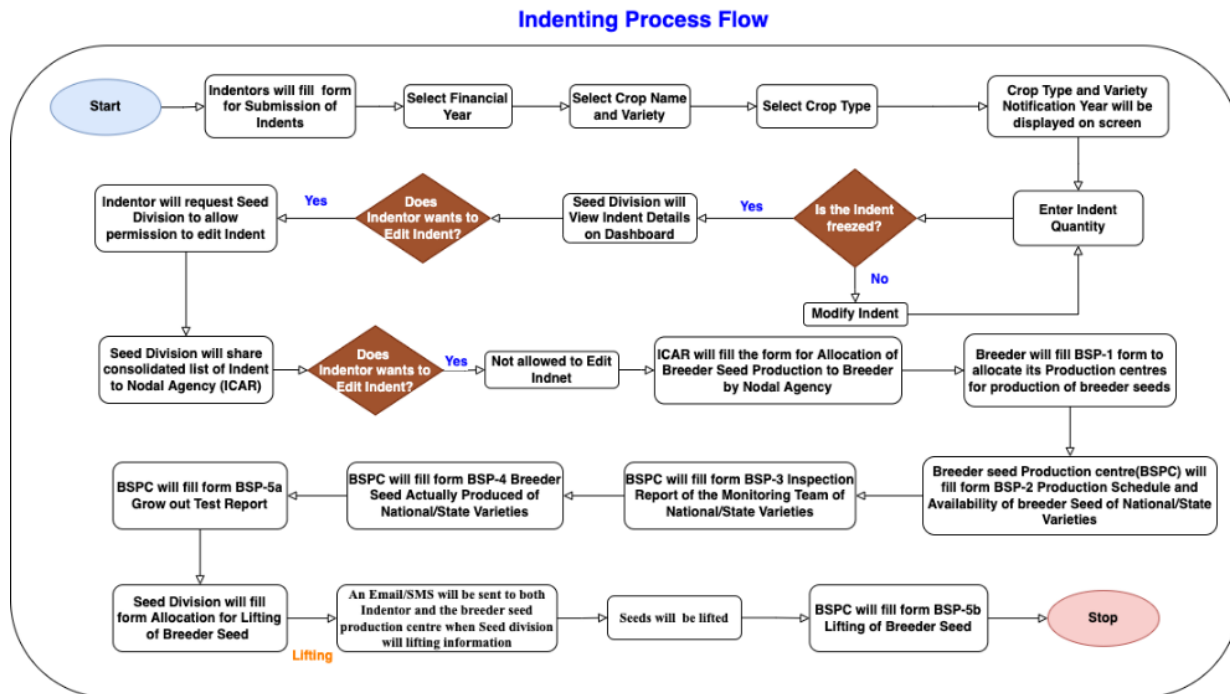 Indenting Process Flow
Start
Indentors will fill form
for Submission of
Indents
Select Financial
Year
Select Crop Name
and Variety
Select Crop Type
Crop Type and Variety
Notification Year will be
displayed on screen
Indentor will request Seed
Division to allow
permission to edit Indent
Yes
Does
Indentor wants to
Edit Indent?
Seed Division will
View Indent Details
on Dashboard
Yes
Is the Indent
freezed?
Enter Indent
Quantity
No
Modify Indent
Seed Division will share
consolidated list of Indent
to Nodal Agency (ICAR)
Does
Indentor wants to
Edit Indent?
Yes
Not allowed to Edit
Indnet
ICAR will fill the form for Allocation of
Breeder Seed Production to Breeder
by Nodal Agency
Breeder will fill BSP-1 form to
allocate its Production centres
for production of breeder seeds
BSPC will fill form BSP-5a
Grow out Test Report
BSPC will fill form BSP-4 Breeder
Seed Actually Produced of
National/State Varieties
BSPC will fill form BSP-3 Inspection
Report of the Monitoring Team of
National/State Varieties
Breeder seed Production centre(BSPC) will
fill form BSP-2 Production Schedule and
Availability of breeder Seed of National/State
Varieties
Seed Division will fill
form Allocation for Lifting
of Breeder Seed
Lifting
An Email/SMS will be sent to both
Indentor and the breeder seed
production centre when Seed division
will lifting information
Seeds will be lifted
BSPC will fill form BSP-5b
Lifting of Breeder Seed
Stop